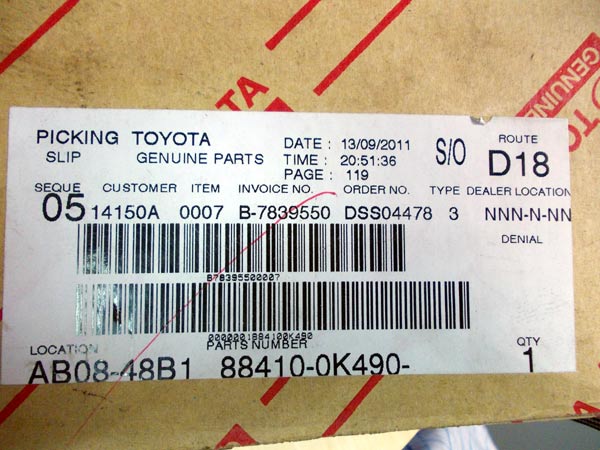 PICKING TOYOTA
SLIP GENUINE PARTS
DATE : 13/09/2011
TIME : 20:51:36
PAGE : 119
S/O
ROUTE
D18
SEQUE CUSTOMER ITEM INVOICE NO. ORDER NO. TYPE DEALER LOCATION
05 14150A 0007 B-7839550 DSS04478 3 NNN-N-NN
DENIAL
B78395500007
0000001884100K490
LOCATION PARTS NUMBER QTY
AB08-48B1 88410-0K490- 1
GENUINE